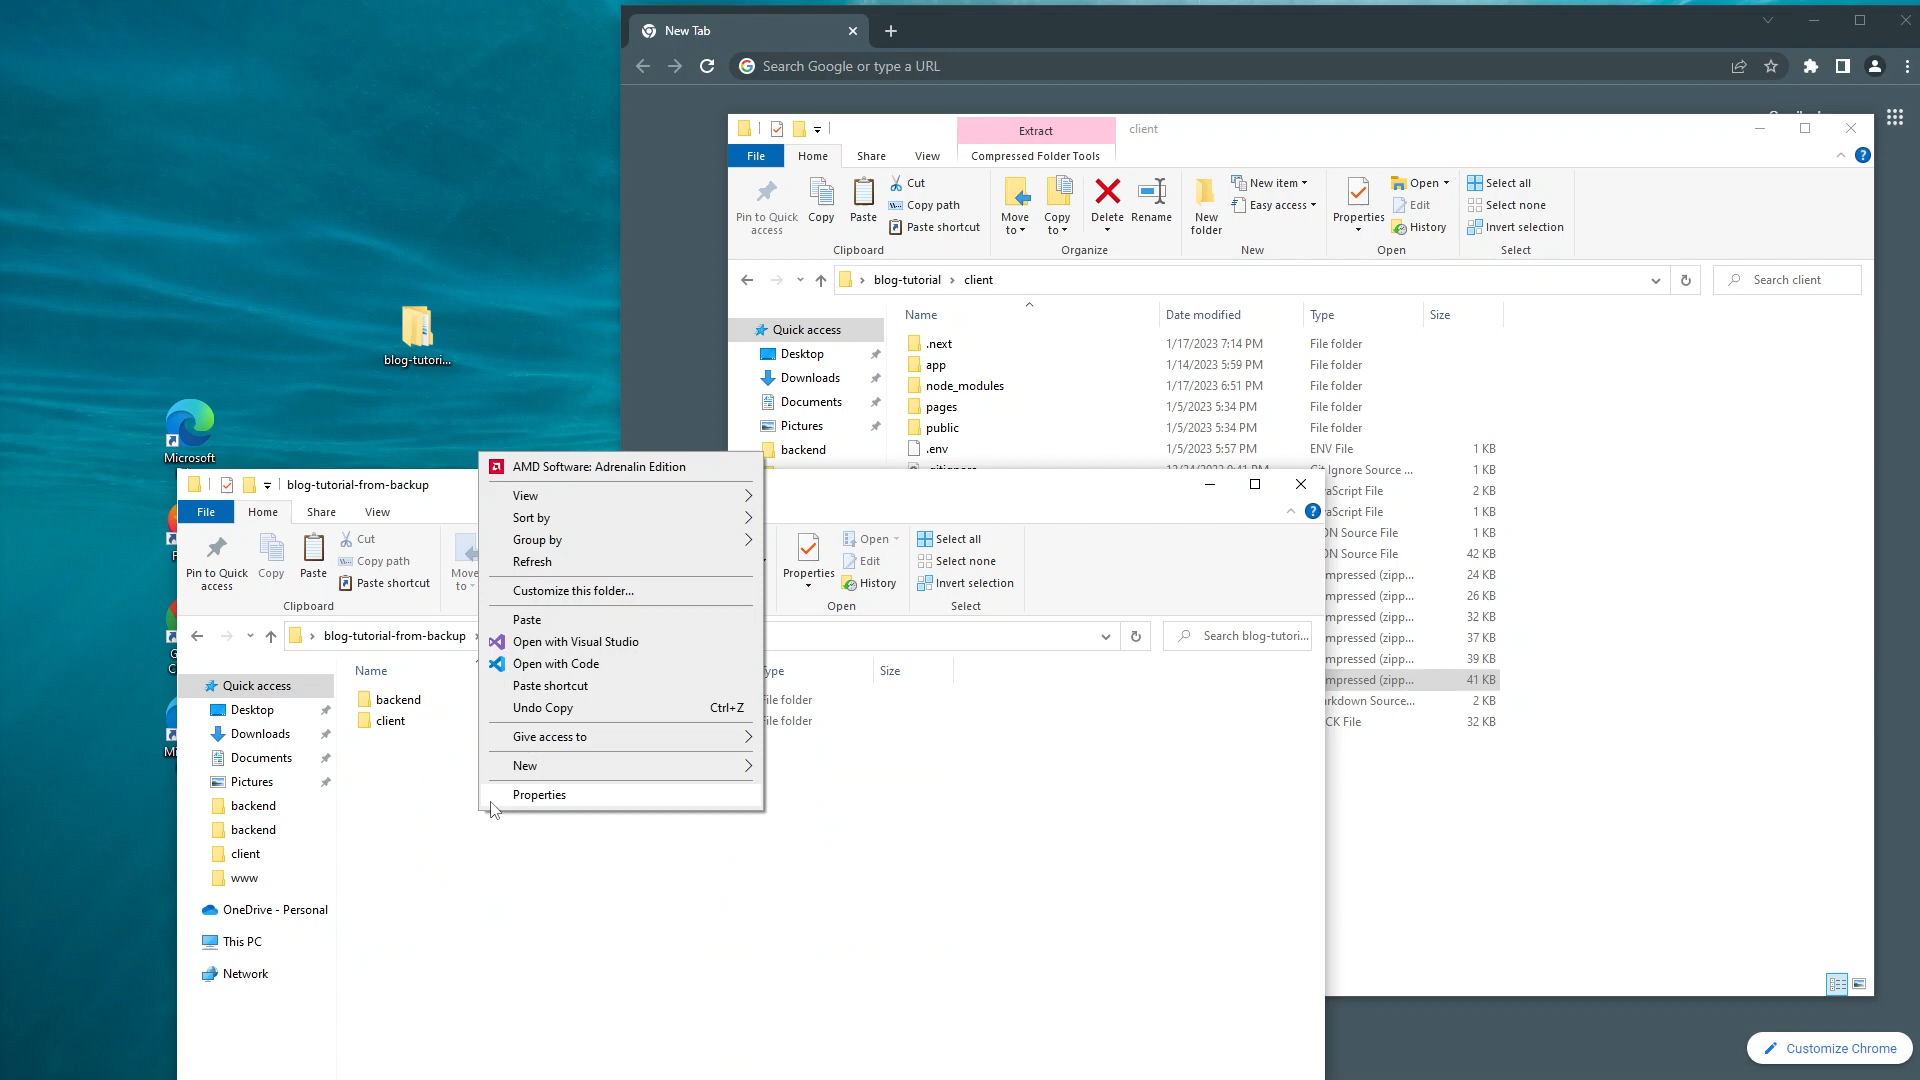 New Tab
Search Google or type a URL
Extract
client
File
Home
Share
View
Compressed Folder Tools
Pin to Quick access
Copy
Paste
Cut
Copy path
Paste shortcut
Clipboard
Move to
Copy to
Delete
Rename
Organize
New folder
New item
Easy access
New
Properties
Open
Edit
History
Open
Select all
Select none
Invert selection
Select
blog-tutorial
client
Search client
Name
Date modified
Type
Size
Quick access
Desktop
Downloads
Documents
Pictures
backend
.next 1/17/2023 7:14 PM File folder
app 1/14/2023 5:59 PM File folder
node_modules 1/17/2023 6:51 PM File folder
pages 1/5/2023 5:34 PM File folder
public 1/5/2023 5:34 PM File folder
.env 1/5/2023 5:57 PM ENV File 1 KB
Git Ignore Source ... 1 KB
aScript File 2 KB
aScript File 1 KB
ON Source File 1 KB
ON Source File 42 KB
mpressed (zipp... 24 KB
mpressed (zipp... 26 KB
mpressed (zipp... 32 KB
mpressed (zipp... 37 KB
mpressed (zipp... 39 KB
mpressed (zipp... 41 KB
rkdown Source... 2 KB
CK File 32 KB
blog-tutori...
Microsoft
blog-tutorial-from-backup
File
Home
Share
View
Pin to Quick access
Copy
Paste
Cut
Copy path
Paste shortcut
Clipboard
Move to
Properties
Open
Edit
History
Open
Select all
Select none
Invert selection
Select
blog-tutorial-from-backup
Search blog-tutori...
Name
ype
Size
Quick access
Desktop
Downloads
Documents
Pictures
backend
backend
client
www
OneDrive - Personal
This PC
Network
backend
File folder
client
File folder
AMD Software: Adrenalin Edition
View
Sort by
Group by
Refresh
Customize this folder...
Paste
Open with Visual Studio
Open with Code
Paste shortcut
Undo Copy Ctrl+Z
Give access to
New
Properties
Customize Chrome